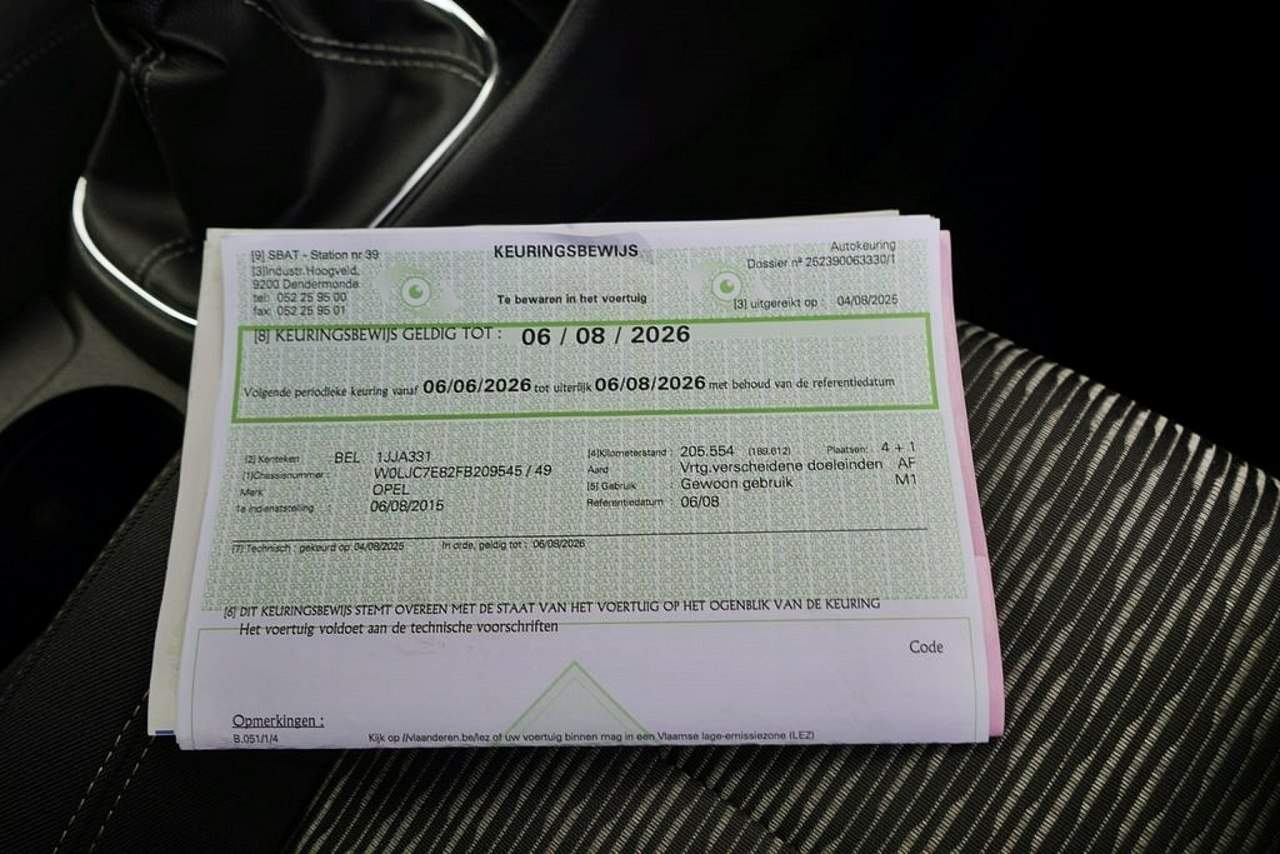 [9] SBAT - Station nr 39
KEURINGSBEWIJS
Autokeuring
[3]Industr.Hoogveld,
Dossier nº 252390063330/1
9200 Dendermonde
tel: 052 25 95 00
Te bewaren in het voertuig
[3] uitgereikt op : 04/08/2025
fax: 052 25 95 01
[8] KEURINGSBEWIJS GELDIG TOT : 06 / 08 / 2026
Volgende periodieke keuring vanaf 06/06/2026 tot uiterlijk 06/08/2026 met behoud van de referentiedatum
[2] Kenteken : BEL 1JJA331
[4]Kilometerstand : 205.554 Plaatsen: 4 + 1
[1]Chassisnummer : W0LJC7E82FB209545 / 49
Aard : Vrtg.verscheidene doeleinden AF
Merk : OPEL
[5] Gebruik : Gewoon gebruik M1
1e indienststelling : 06/08/2015
Referentiedatum : 06/08
[7] Technisch : gekeurd op 04/08/2025 In orde, geldig tot : 06/08/2026
[6] DIT KEURINGSBEWIJS STEMT OVEREEN MET DE STAAT VAN HET VOERTUIG OP HET OGENBLIK VAN DE KEURING
Het voertuig voldoet aan de technische voorschriften
Code
Opmerkingen :
B.051/1/4
Kijk op //vlaanderen.be/lez of uw voertuig binnen mag in een Vlaamse lage-emissiezone (LEZ)